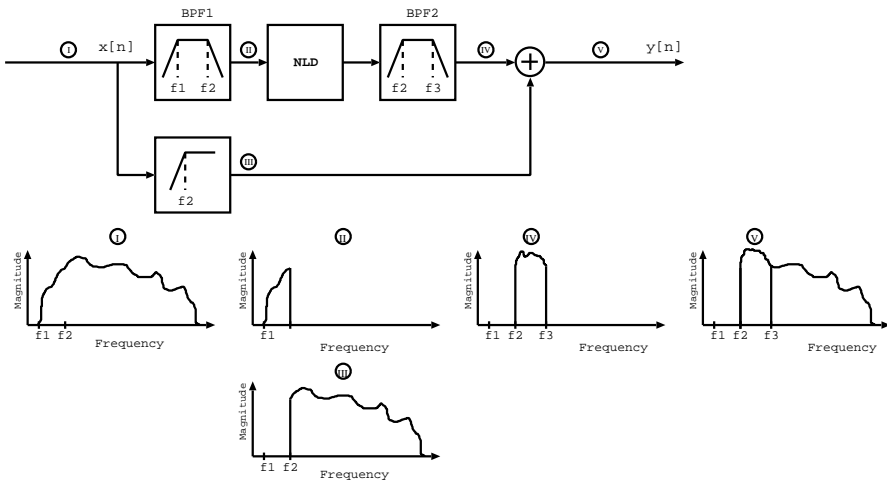 BPF1
BPF2
I
x[n]
II
NLD
IV
V
y[n]
f1 f2
f2 f3
III
f2
I
II
IV
V
Magnitude
Magnitude
Magnitude
Magnitude
f1 f2
f1
f1 f2 f3
f1 f2 f3
Frequency
Frequency
Frequency
Frequency
III
Magnitude
f1 f2
Frequency